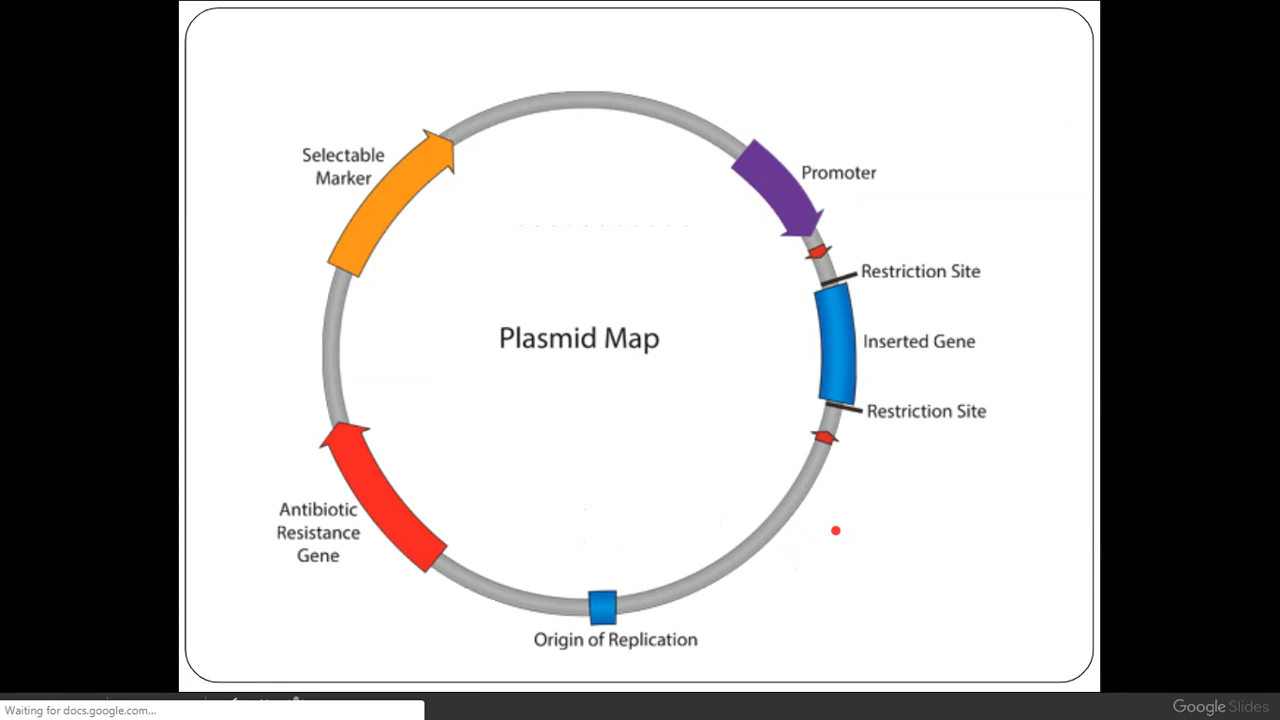 Selectable
Marker
Promoter
Restriction Site
Plasmid Map
Inserted Gene
Restriction Site
Antibiotic
Resistance
Gene
Origin of Replication
Waiting for docs.google.com...
Google Slides